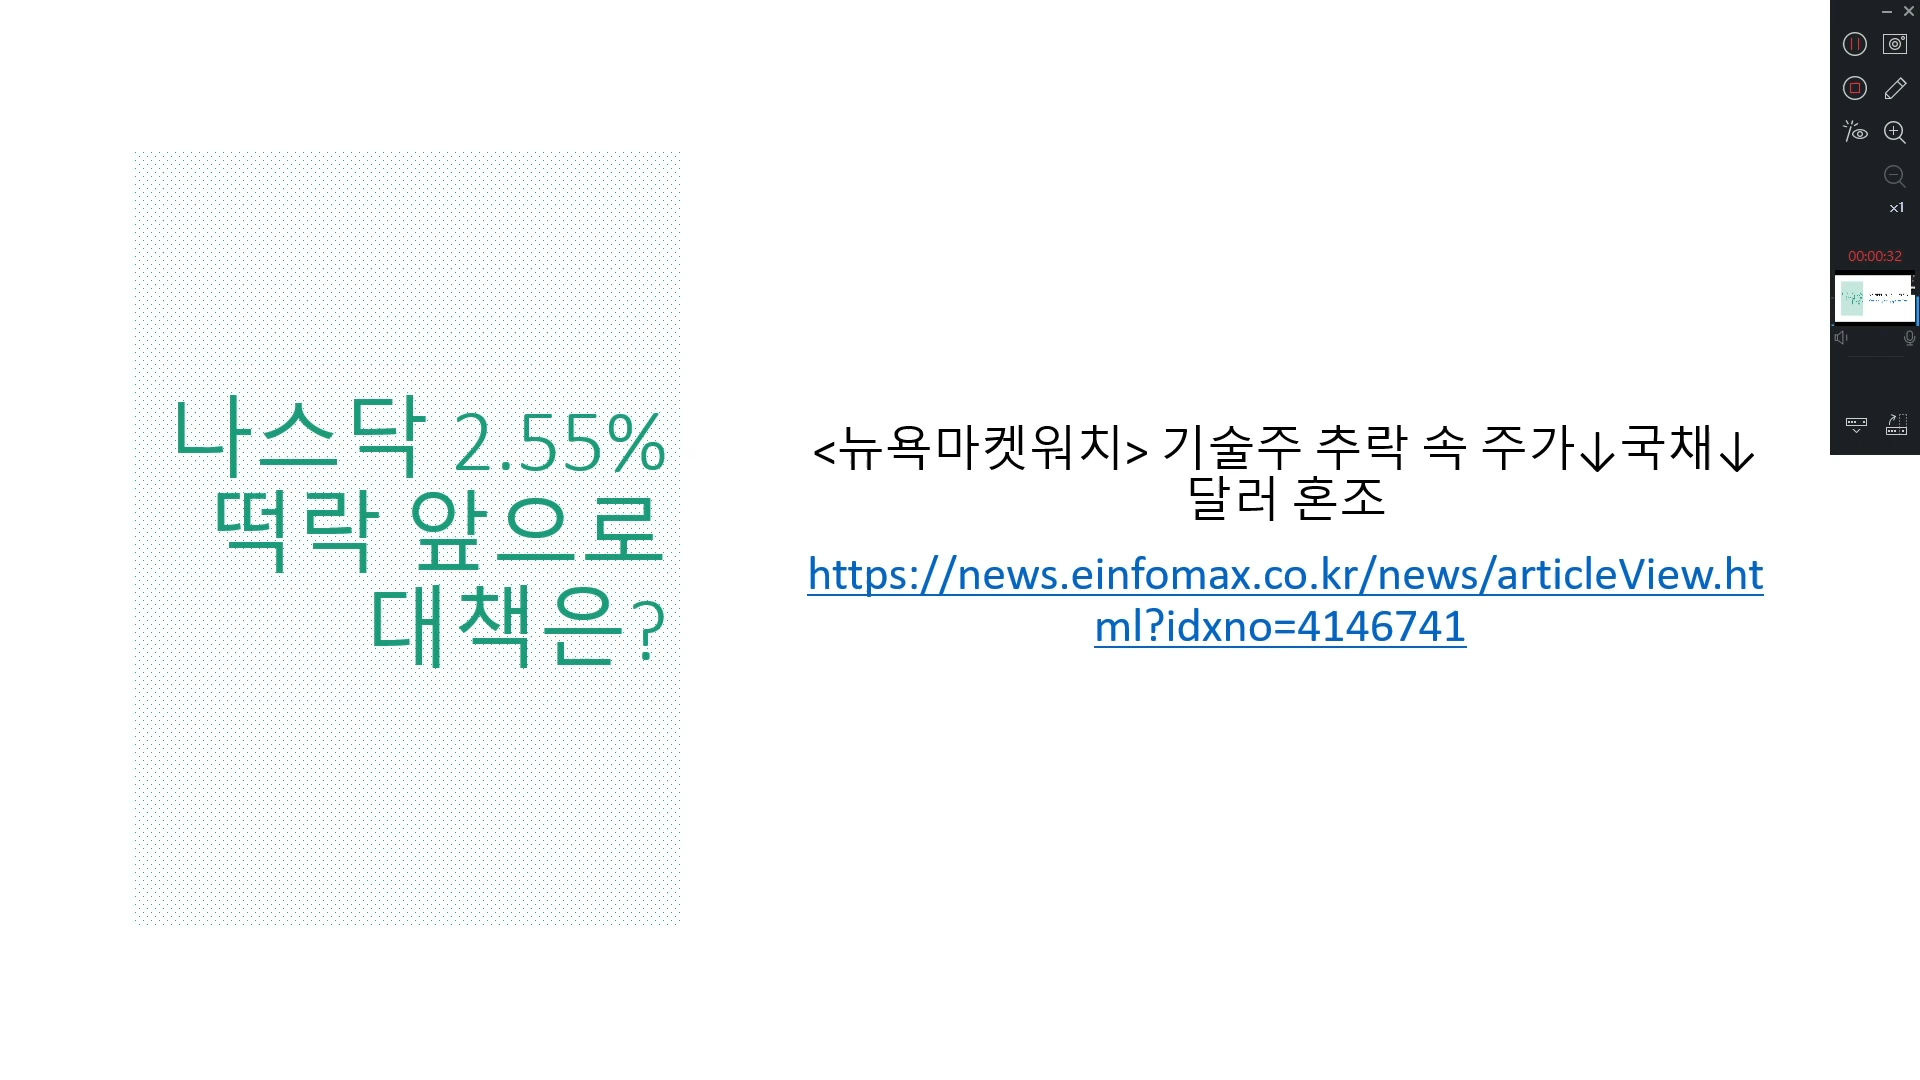 나스닥 2.55%
떡락 앞으로
대책은?
<뉴욕마켓워치> 기술주 추락 속 주가↓국채↓
달러 혼조
https://news.einfomax.co.kr/news/articleView.ht
ml?idxno=4146741
x1
00:00:32